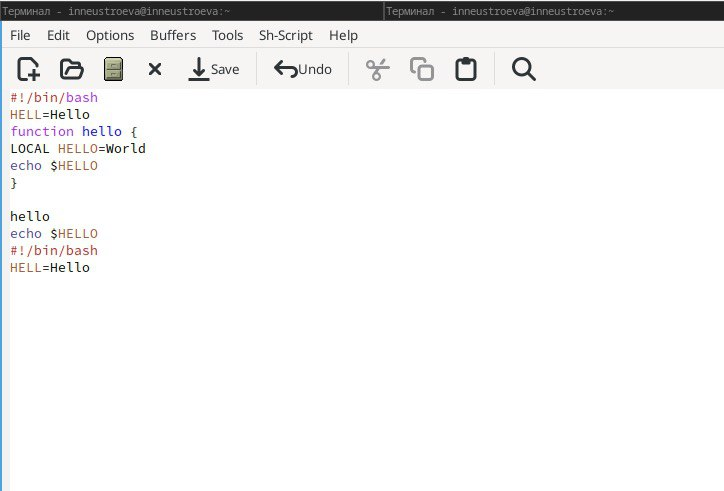 Терминал - inneustroeva@inneustroeva:~ Терминал - inneustroeva@inneustroeva:~
File Edit Options Buffers Tools Sh-Script Help
Save Undo
#!/bin/bash
HELL=Hello
function hello {
LOCAL HELLO=World
echo $HELLO
}
hello
echo $HELLO
#!/bin/bash
HELL=Hello